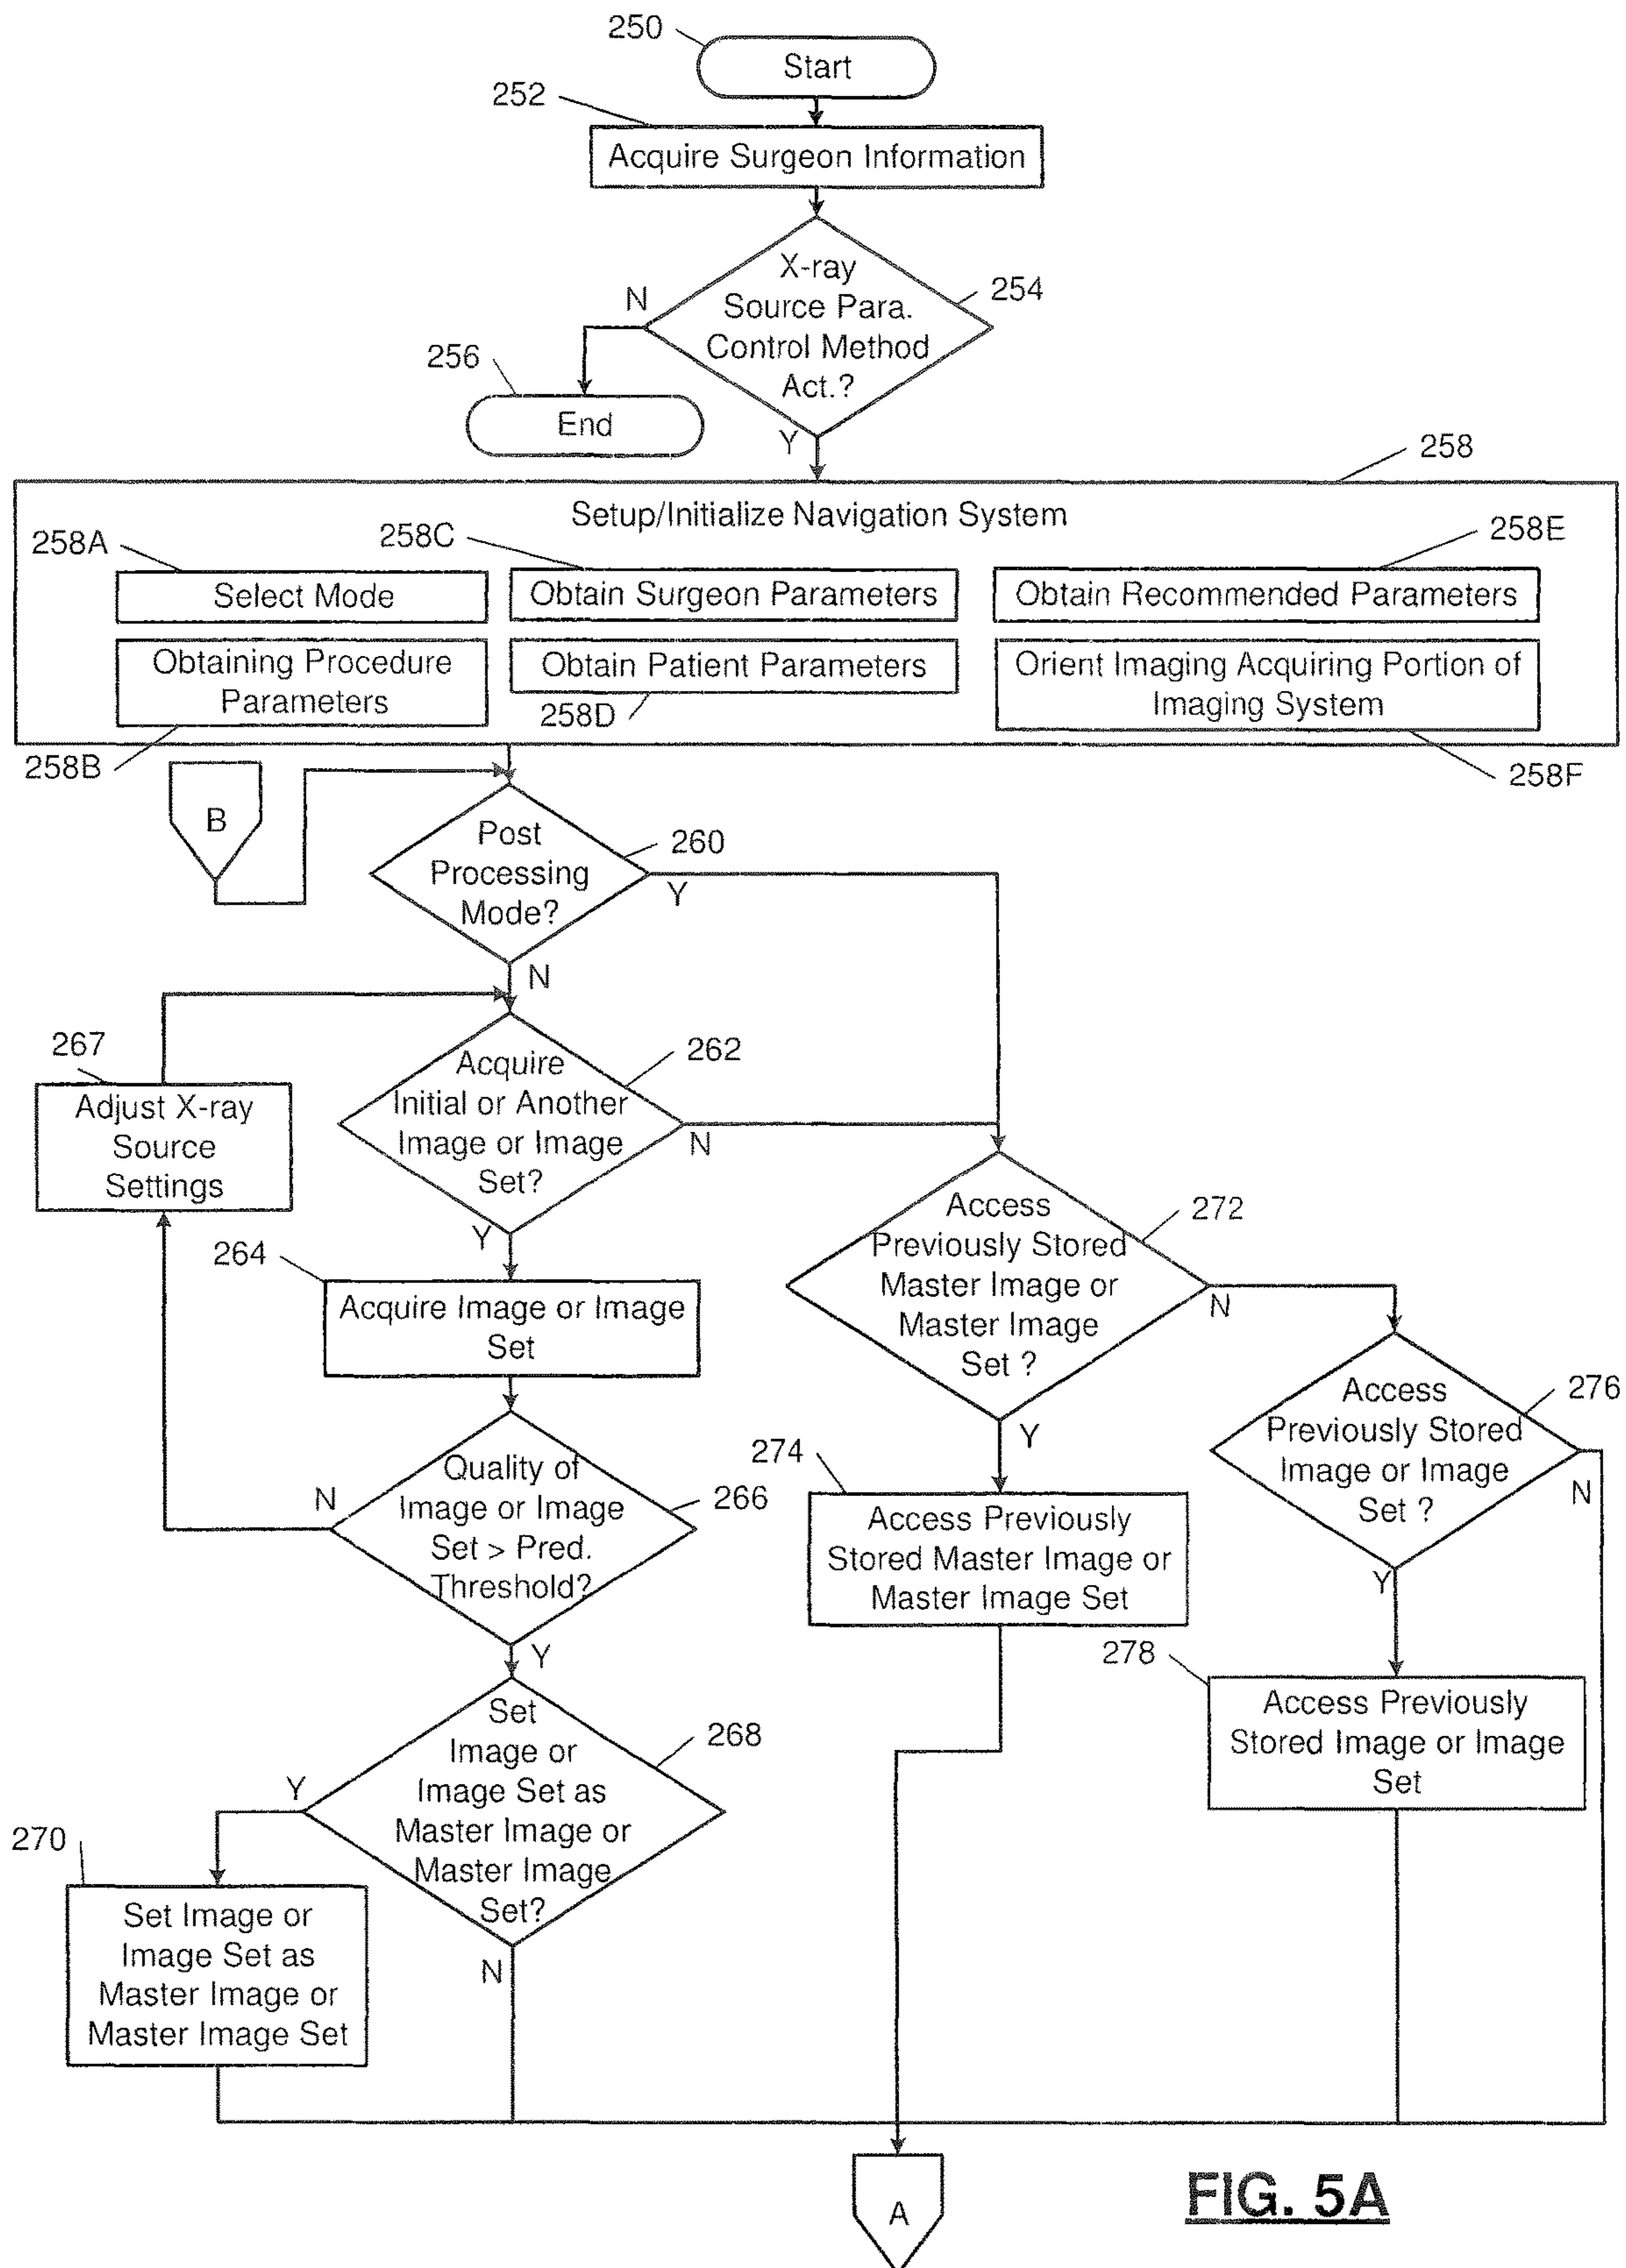 250
Start
252
Acquire Surgeon Information
X-ray
Source Para.
Control Method
Act.?
254
N
256
End
Y
258
Setup/Initialize Navigation System
258A
258C
258E
Select Mode
Obtain Surgeon Parameters
Obtain Recommended Parameters
Obtaining Procedure
Parameters
Obtain Patient Parameters
Orient Imaging Acquiring Portion of
Imaging System
258D
258B
258F
B
Post
Processing
Mode?
260
Y
N
267
Adjust X-ray
Source
Settings
Acquire
Initial or Another
Image or Image
Set?
262
N
Y
264
Acquire Image or Image
Set
Access
Previously Stored
Master Image or
Master Image
Set ?
272
N
Y
Access
Previously Stored
Image or Image
Set ?
276
N
Y
Quality of
Image or Image
Set > Pred.
Threshold?
266
N
Y
274
Access Previously
Stored Master Image or
Master Image Set
278
Access Previously
Stored Image or Image
Set
Set
Image or
Image Set as
Master Image or
Master Image
Set?
268
Y
N
270
Set Image or
Image Set as
Master Image or
Master Image Set
A
FIG. 5A